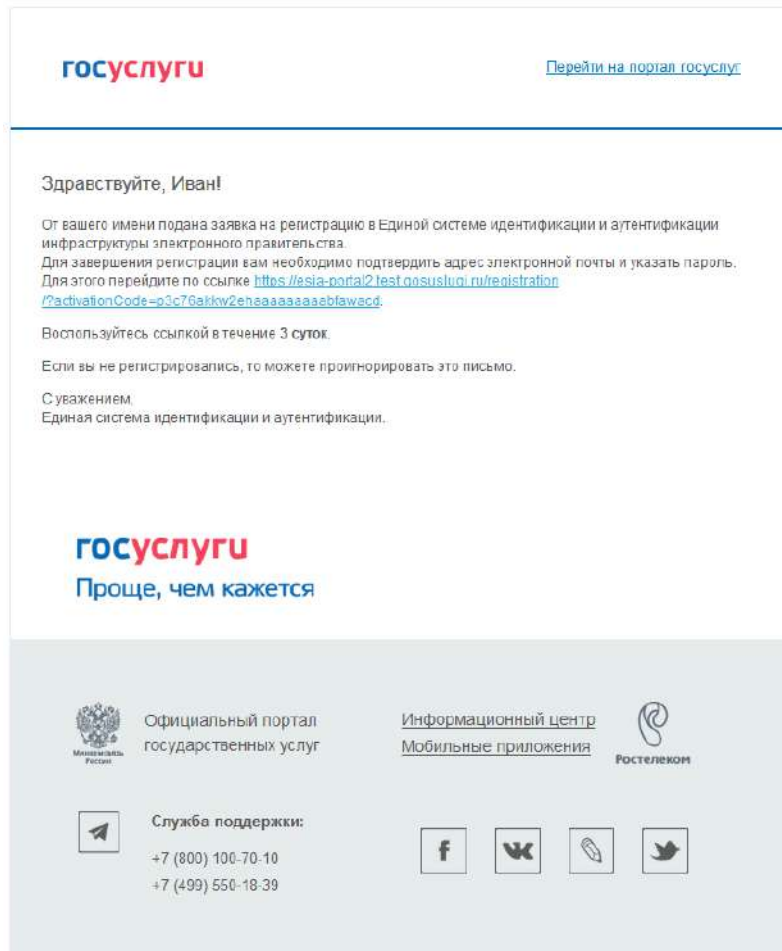 госуслуги
Перейти на портал госуслуг
Здравствуйте, Иван!
От вашего имени подана заявка на регистрацию в Единой системе идентификации и аутентификации
инфраструктуры электронного правительства.
Для завершения регистрации вам необходимо подтвердить адрес электронной почты и указать пароль.
Для этого перейдите по ссылке https://esia-portal2.test.gosuslugi.ru/registration
/?activationCode=p3c76akkw2ehaaaaaaaabfawacd.
Воспользуйтесь ссылкой в течение 3 суток.
Если вы не регистрировались, то можете проигнорировать это письмо.
С уважением,
Единая система идентификации и аутентификации.
госуслуги
Проще, чем кажется
Официальный портал
государственных услуг
Минкомсвязь
России
Информационный центр
Мобильные приложения
Ростелеком
Служба поддержки:
+7 (800) 100-70-10
+7 (499) 550-18-39